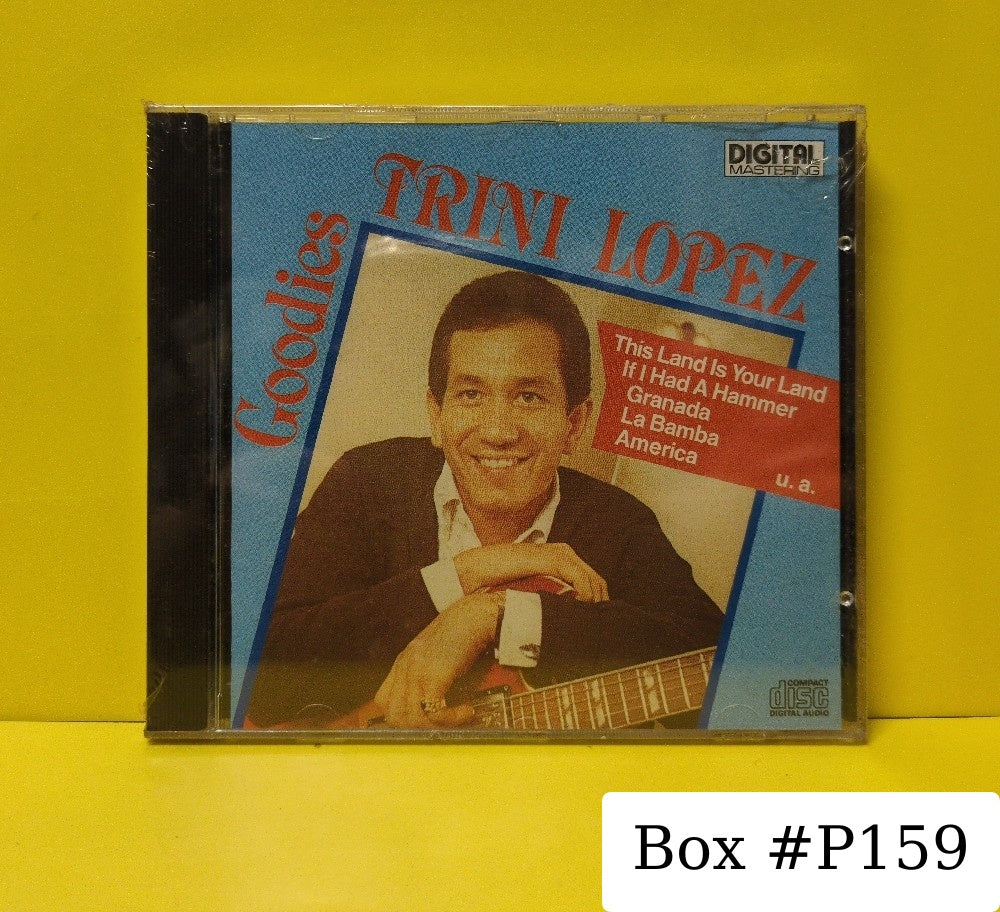 DIGITAL
MASTERING
TRINI LOPEZ
Goodies
This Land Is Your Land
If I Had A Hammer
Granada
La Bamba
America
u. a.
COMPACT
disc
DIGITAL AUDIO
Box #P159